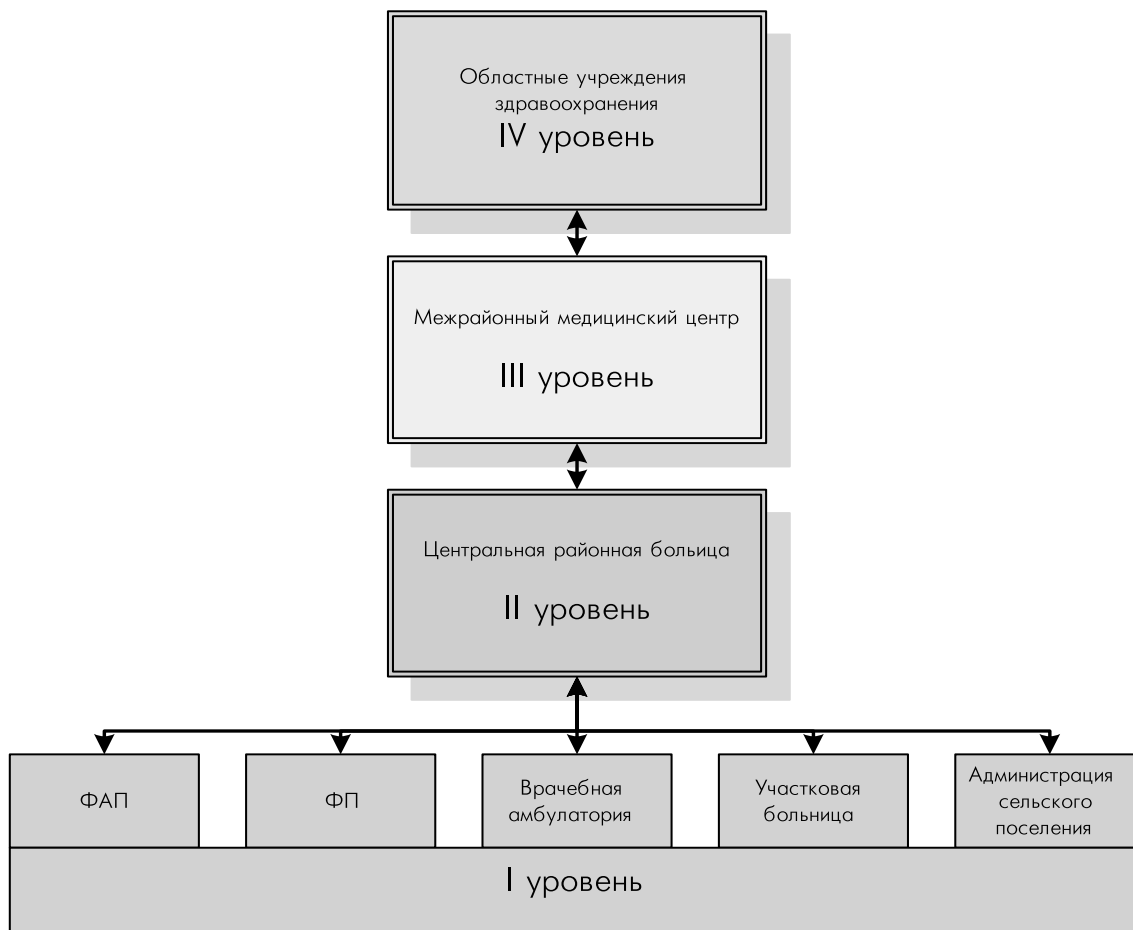 Областные учреждения
здравоохранения
IV уровень
Межрайонный медицинский центр
III уровень
Центральная районная больица
II уровень
ФАП
ФП
Врачебная
амбулатория
Участковая
больница
Администрация
сельского
поселения
I уровень